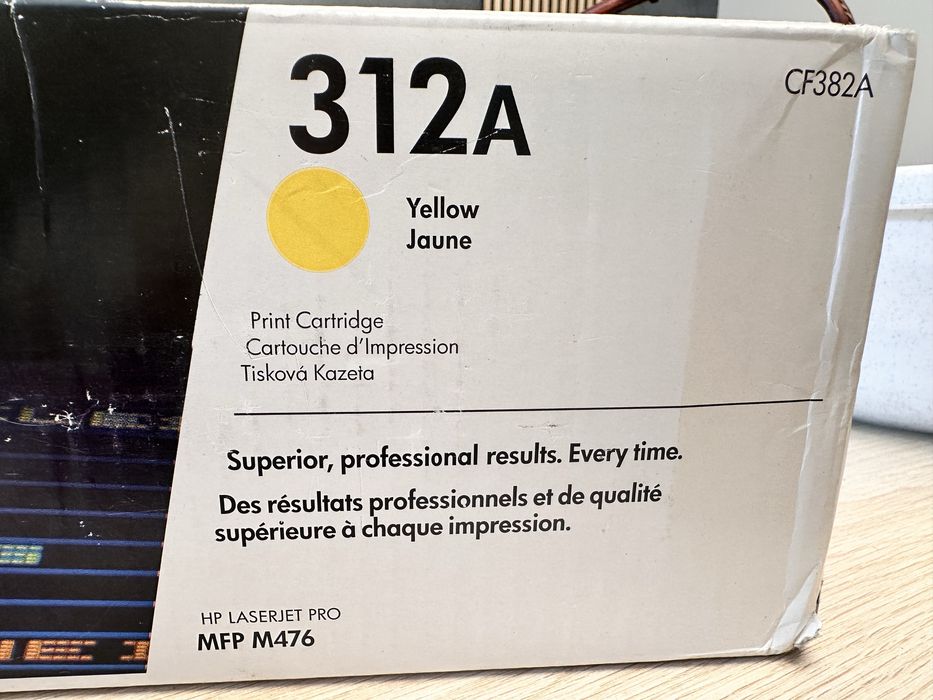 312A
CF382A
Yellow
Jaune
Print Cartridge
Cartouche d'Impression
Tisková Kazeta
Superior, professional results. Every time.
Des résultats professionnels et de qualité
supérieure à chaque impression.
HP LASERJET PRO
MFP M476